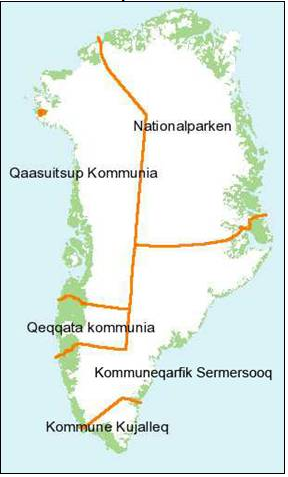 Nationalparken
Qaasuitsup Kommunia
Qeqqata kommunia
Kommuneqarfik Sermersooq
Kommune Kujalleq